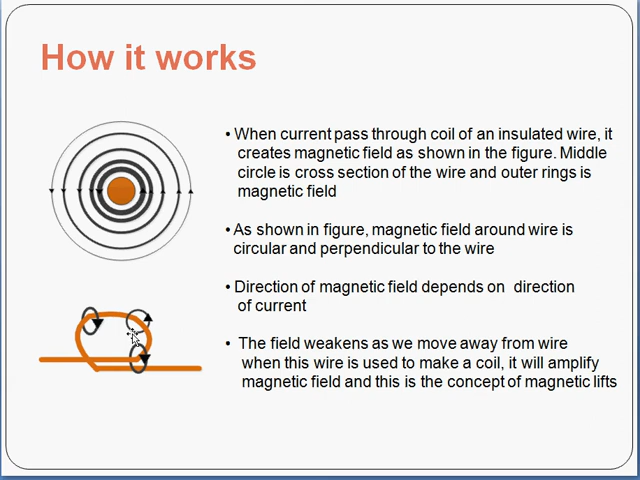 How it works
• When current pass through coil of an insulated wire, it
creates magnetic field as shown in the figure. Middle
circle is cross section of the wire and outer rings is
magnetic field
• As shown in figure, magnetic field around wire is
circular and perpendicular to the wire
• Direction of magnetic field depends on direction
of current
• The field weakens as we move away from wire
when this wire is used to make a coil, it will amplify
magnetic field and this is the concept of magnetic lifts